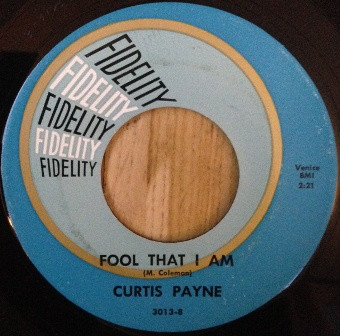 FIDELITY
FIDELITY
FIDELITY
FIDELITY
FIDELITY
Venice
BMI
2:21
FOOL THAT I AM
(M. Coleman)
CURTIS PAYNE
3013-B